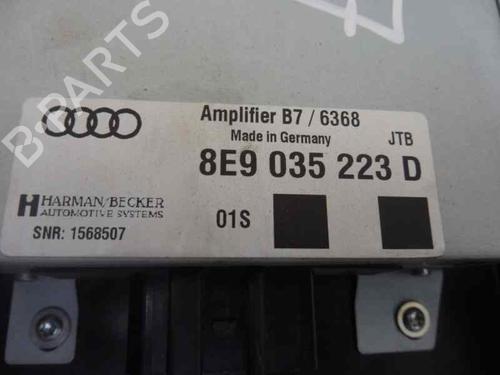 B-PARTS
Amplifier B7 / 6368
Made in Germany
JTB
8E9 035 223 D
HARMAN/BECKER
AUTOMOTIVE SYSTEMS
01S
SNR: 1568507